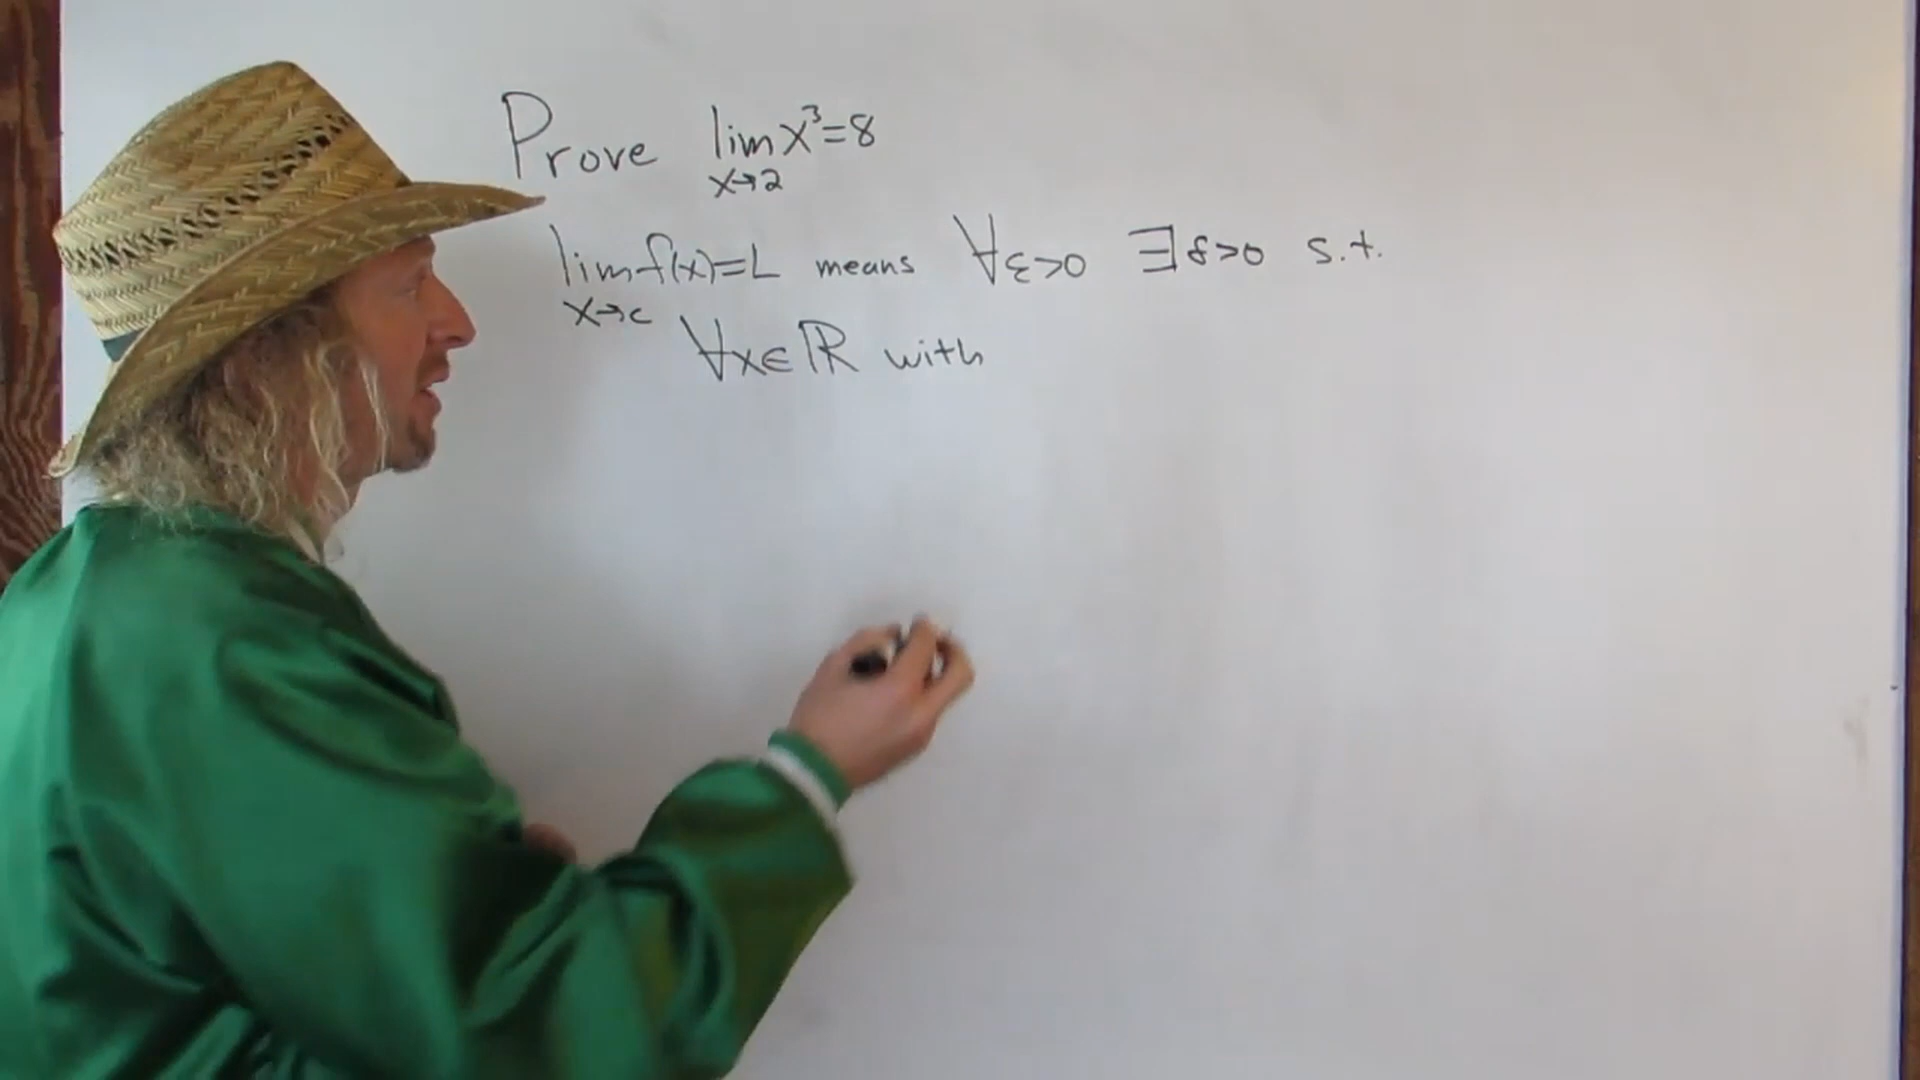 Prove lim x³=8
x→2
lim f(x)=L means ∀ε>0 ∃δ>0 s.t.
x→c
∀x∈ℝ with